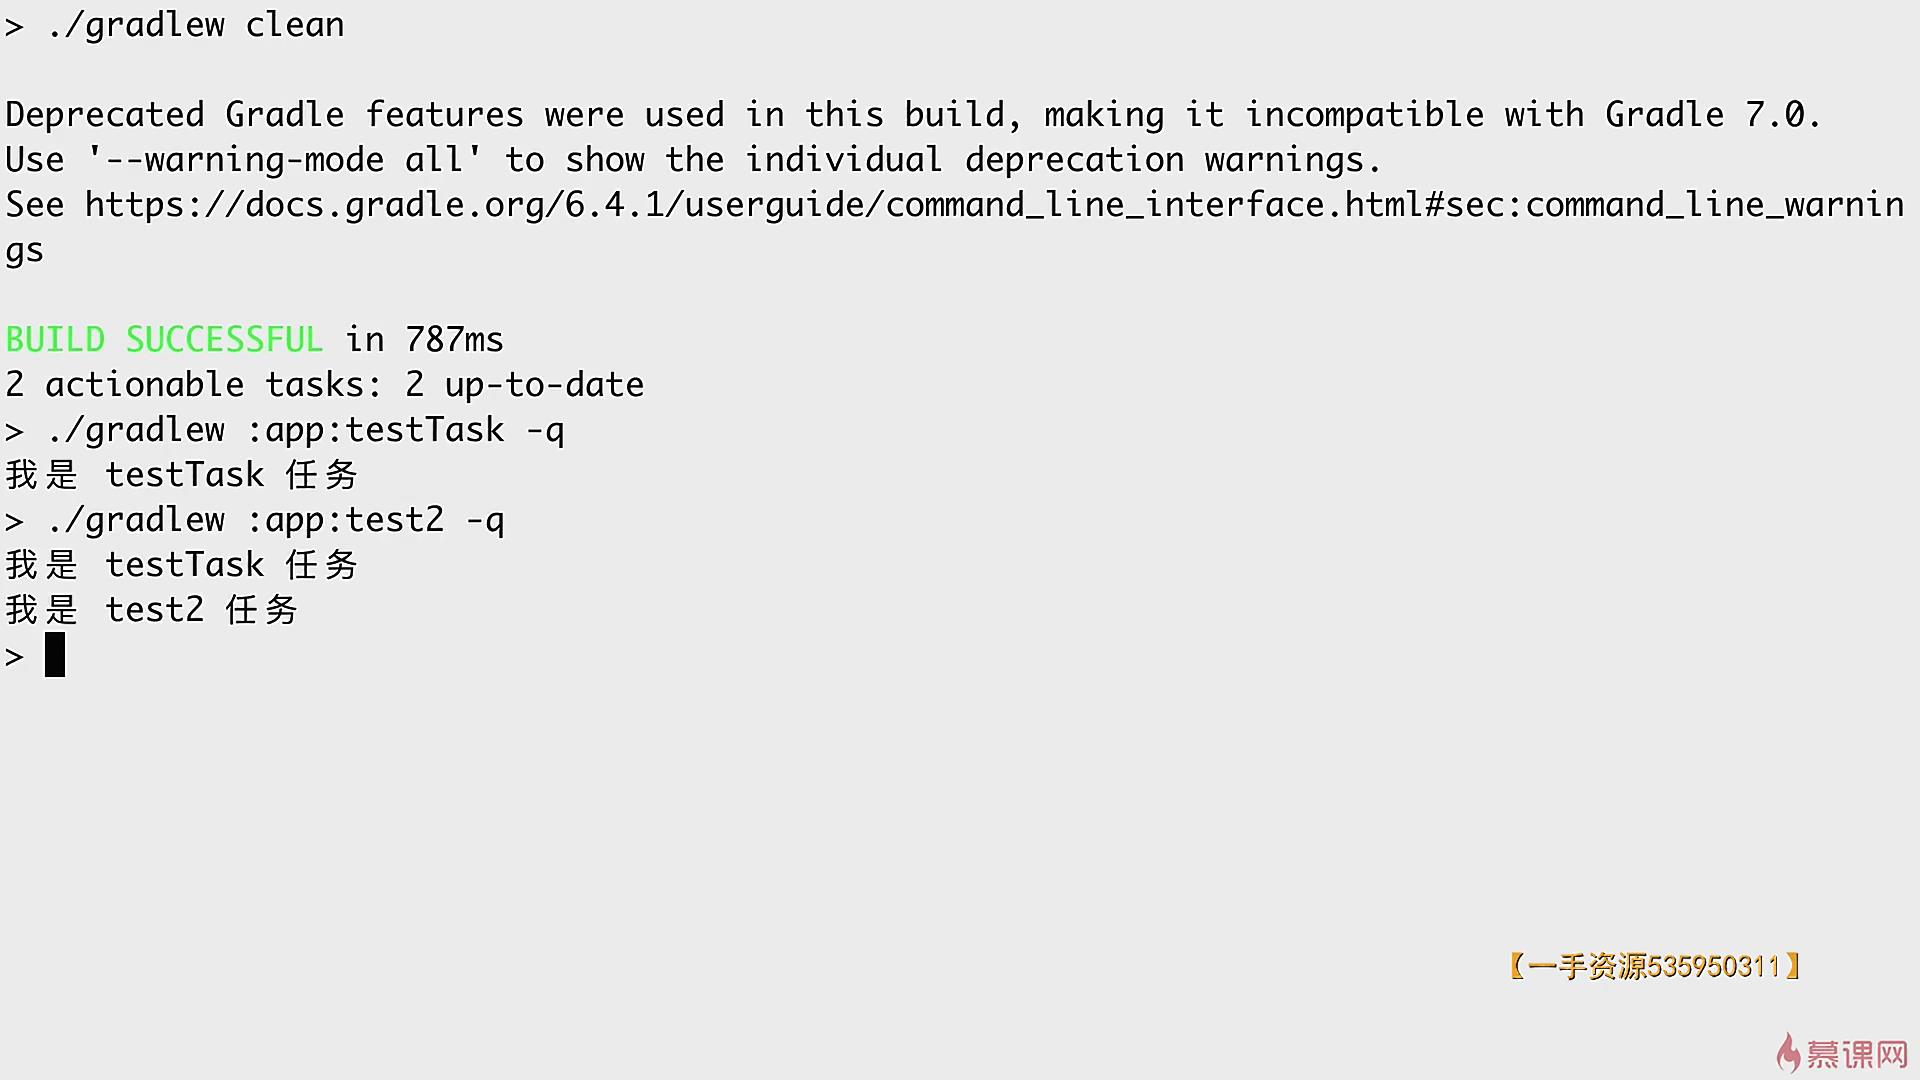 > ./gradlew clean
Deprecated Gradle features were used in this build, making it incompatible with Gradle 7.0.
Use '--warning-mode all' to show the individual deprecation warnings.
See https://docs.gradle.org/6.4.1/userguide/command_line_interface.html#sec:command_line_warnin
gs
BUILD SUCCESSFUL in 787ms
2 actionable tasks: 2 up-to-date
> ./gradlew :app:testTask -q
我是 testTask 任务
> ./gradlew :app:test2 -q
我是 testTask 任务
我是 test2 任务
>
【一手资源535950311】
慕课网